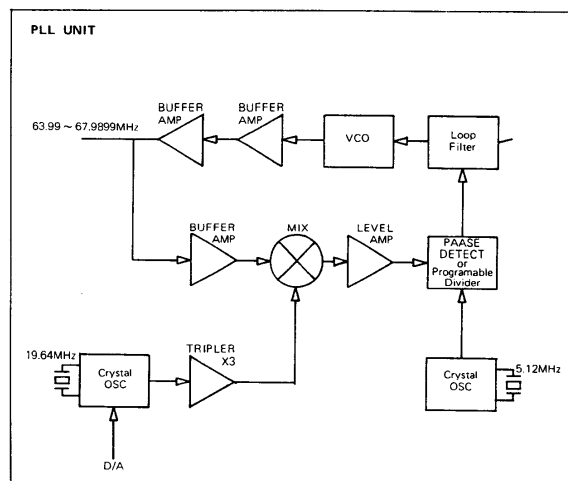 PLL UNIT
63.99 ~ 67.9899MHz
BUFFER
AMP
BUFFER
AMP
VCO
Loop
Filter
BUFFER
AMP
MIX
LEVEL
AMP
PAASE
DETECT
or
Programable
Divider
19.64MHz
Crystal
OSC
TRIPLER
X3
Crystal
OSC
5.12MHz
D/A